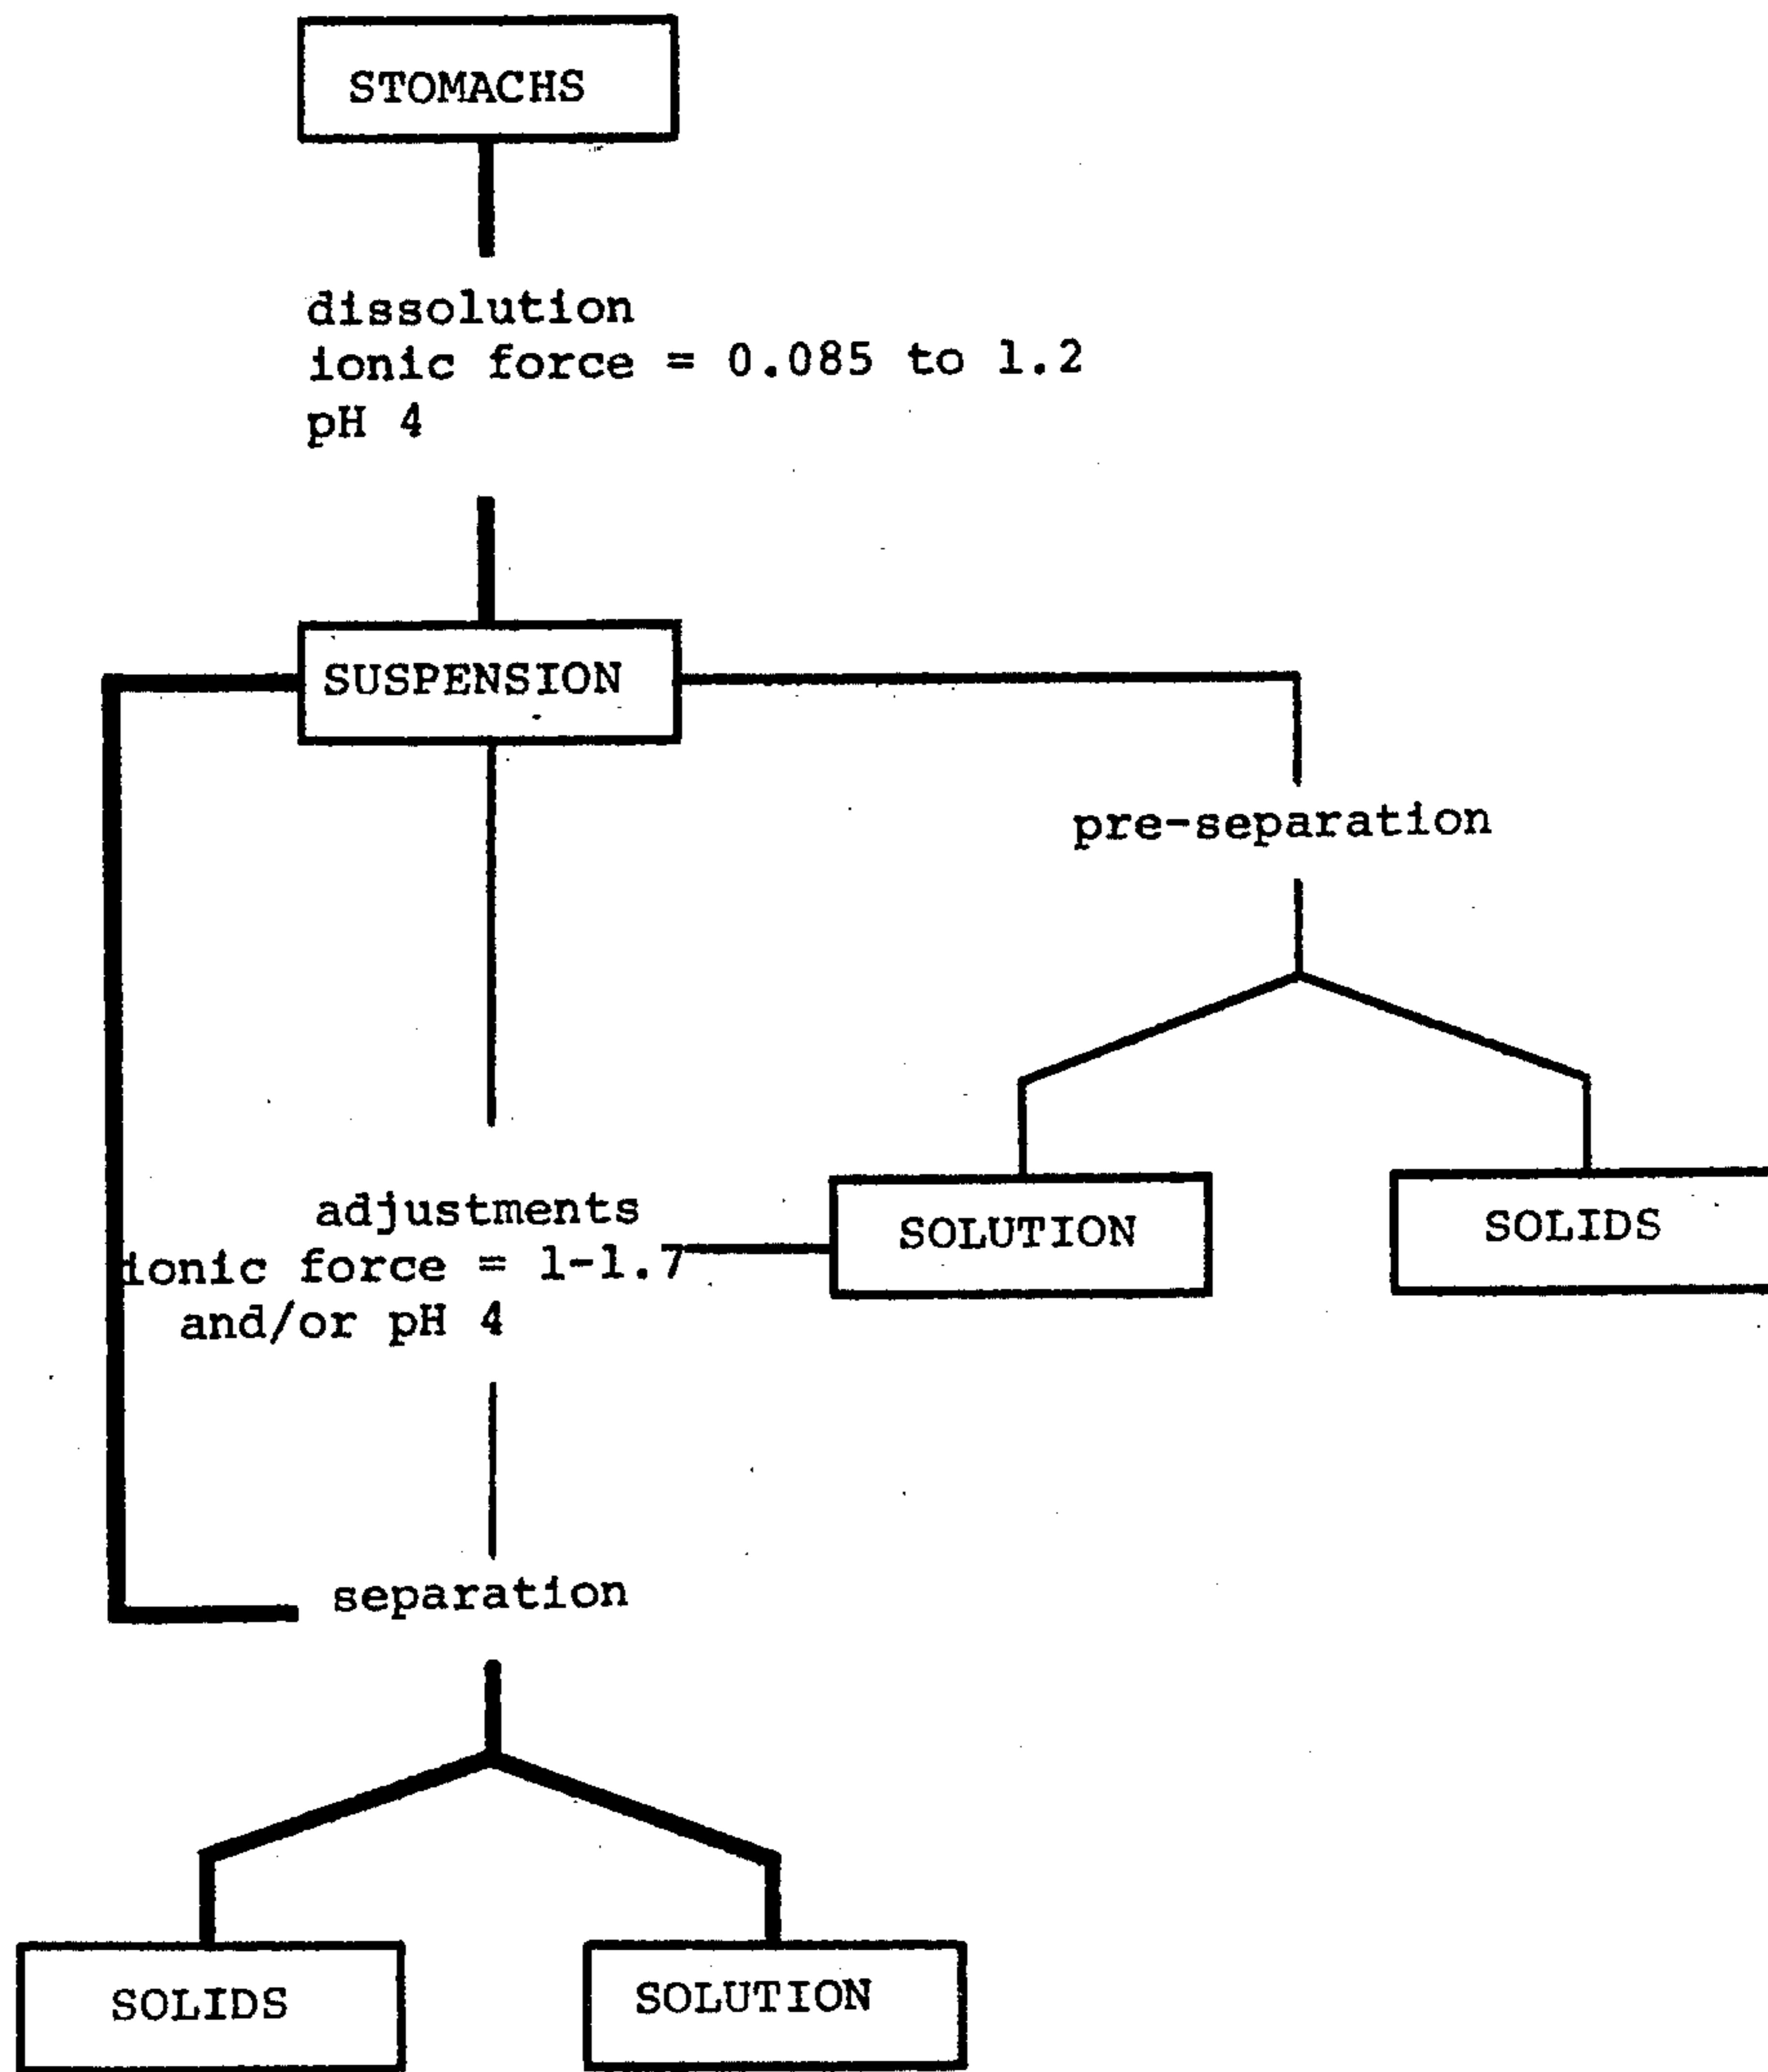 STOMACHS
dissolution
ionic force = 0.085 to 1.2
pH 4
SUSPENSION
pre-separation
adjustments
ionic force = 1-1.7
and/or pH 4
SOLUTION
SOLIDS
separation
SOLIDS
SOLUTION